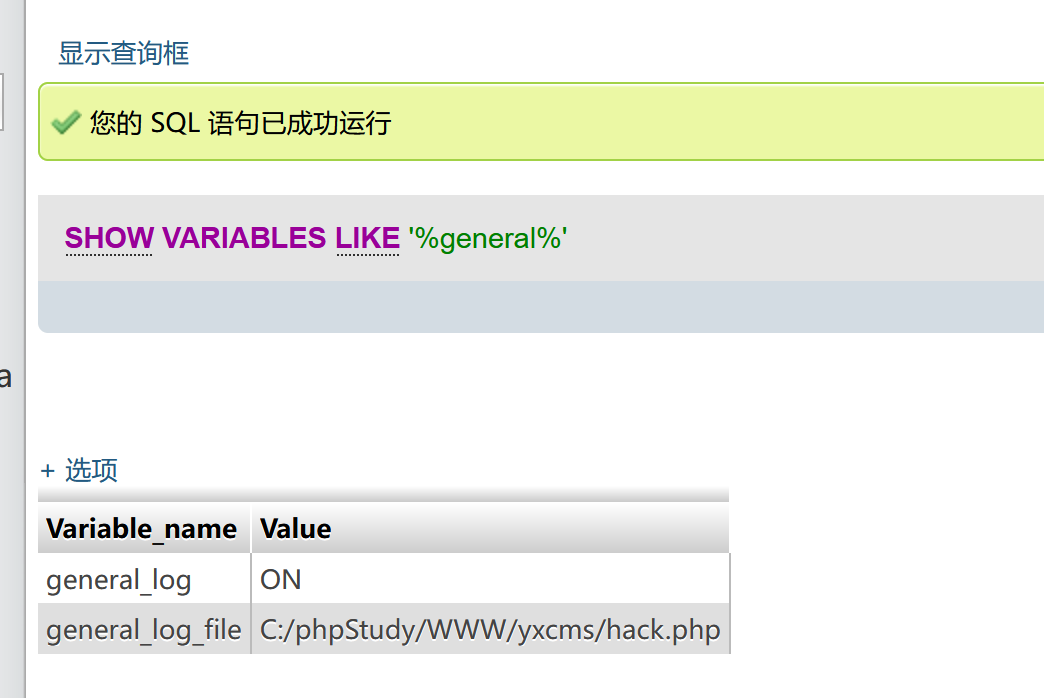 显示查询框
您的 SQL 语句已成功运行
SHOW VARIABLES LIKE '%general%'
a
+ 选项
Variable_name Value
general_log ON
general_log_file C:/phpStudy/WWW/yxcms/hack.php